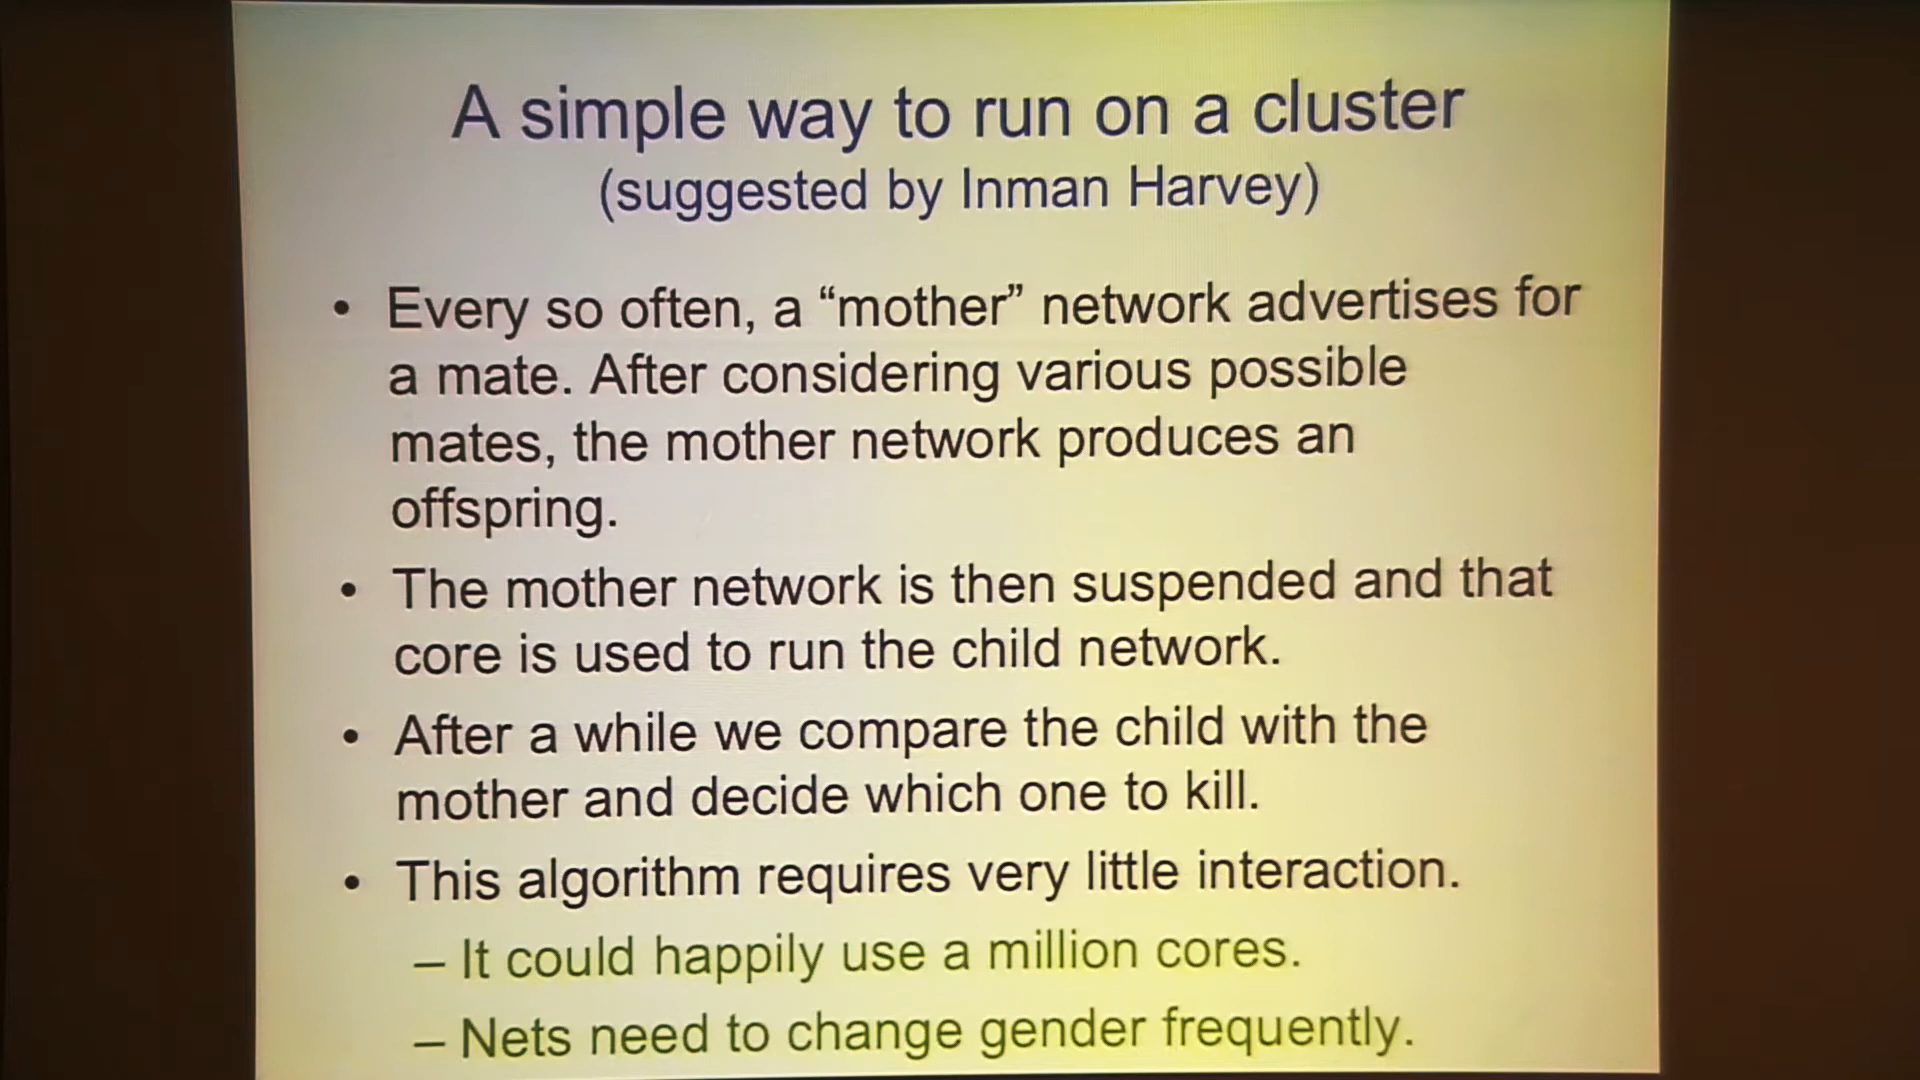 A simple way to run on a cluster
(suggested by Inman Harvey)
• Every so often, a “mother” network advertises for
a mate. After considering various possible
mates, the mother network produces an
offspring.
• The mother network is then suspended and that
core is used to run the child network.
• After a while we compare the child with the
mother and decide which one to kill.
• This algorithm requires very little interaction.
– It could happily use a million cores.
– Nets need to change gender frequently.